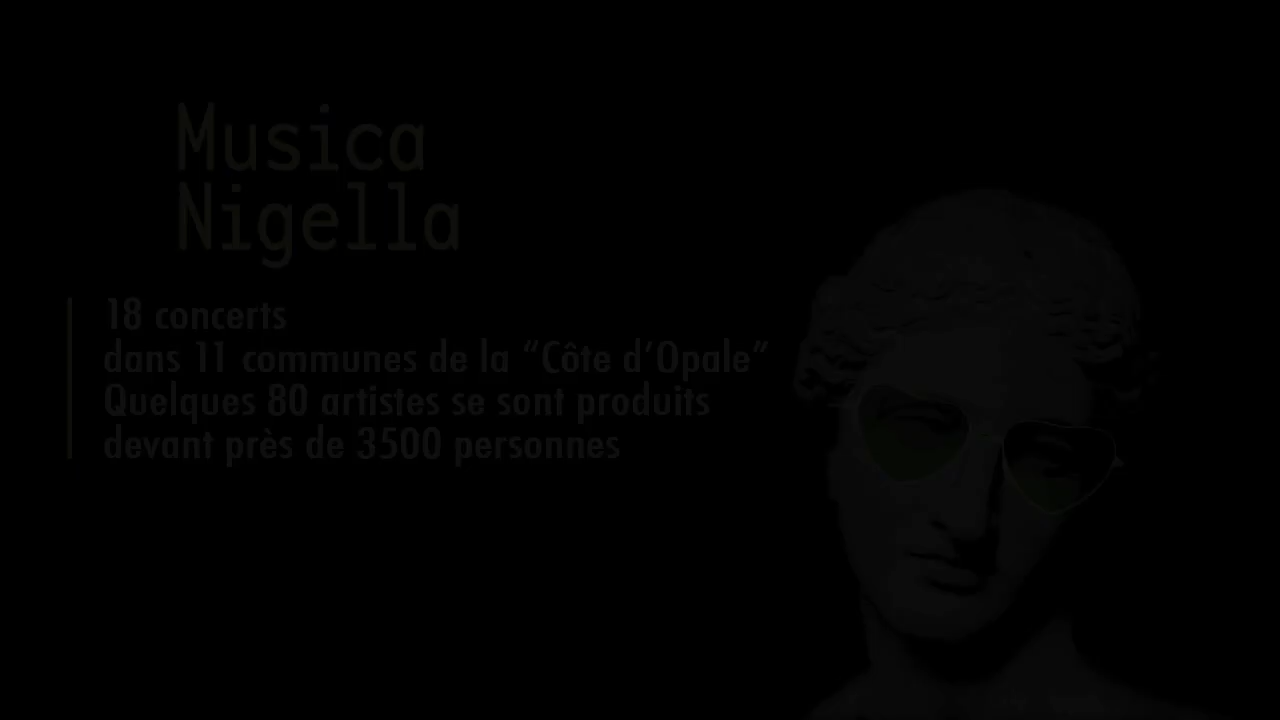 Musica
Nigella
18 concerts
dans 11 communes de la “Côte d’Opale”
Quelques 80 artistes se sont produits
devant près de 3500 personnes